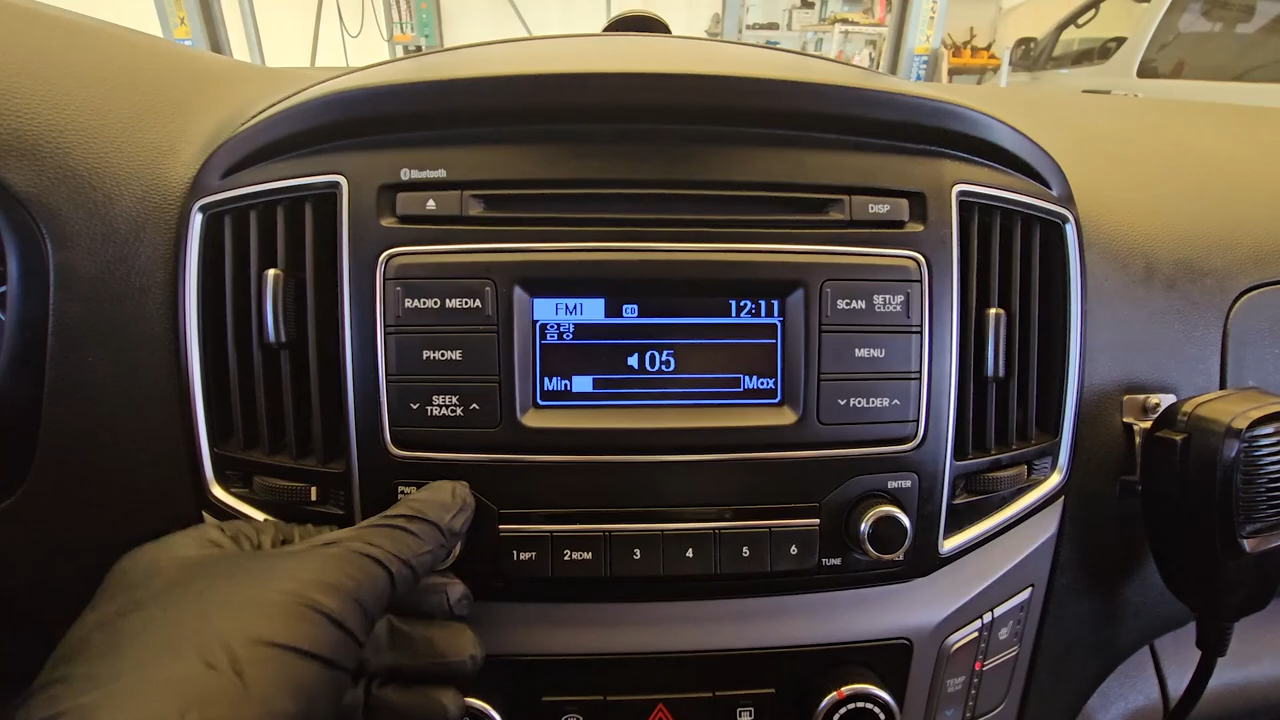 Bluetooth
DISP
RADIO MEDIA
PHONE
SEEK
TRACK
FM1
CD
12:11
음량
05
Min
Max
SCAN
SETUP
CLOCK
MENU
FOLDER
PWR
ENTER
1 RPT
2 RDM
3
4
5
6
TUNE
TEMP
REAR